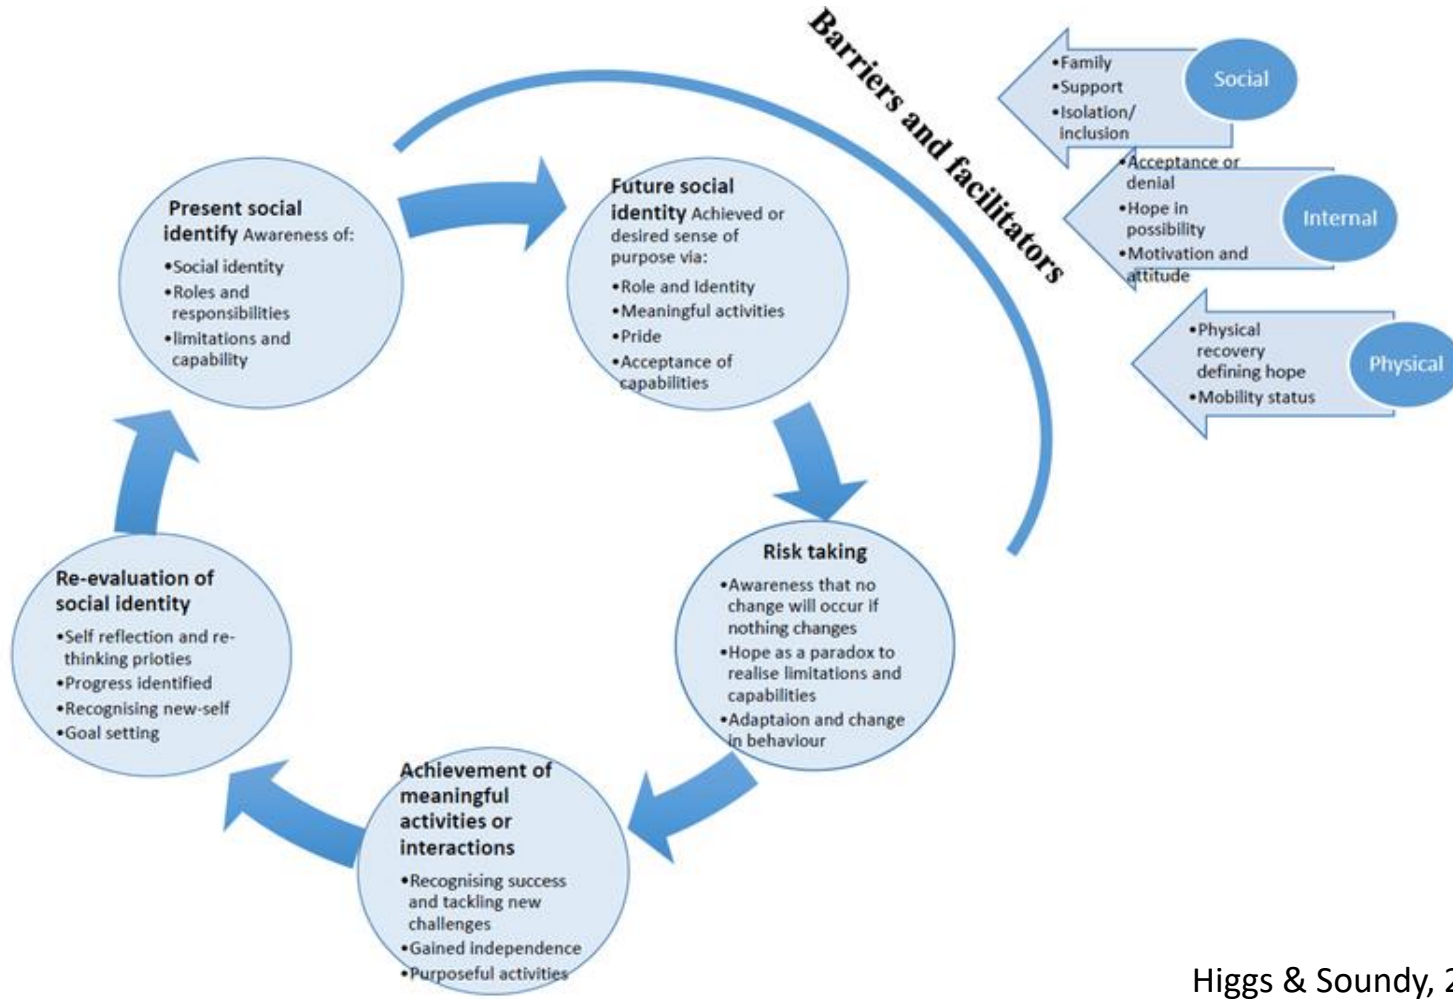 Barriers and facilitators
•Family
•Support
•Isolation/
inclusion
Social
•Acceptance or
denial
•Hope in
possibility
•Motivation and
attitude
Internal
•Physical
recovery
defining hope
•Mobility status
Physical
Present social
identify Awareness of:
•Social identity
•Roles and
responsibilities
•limitations and
capability
Future social
identity Achieved or
desired sense of
purpose via:
•Role and Identity
•Meaningful activities
•Pride
•Acceptance of
capabilities
Risk taking
•Awareness that no
change will occur if
nothing changes
•Hope as a paradox to
realise limitations and
capabilities
•Adaptaion and change
in behaviour
Achievement of
meaningful
activities or
interactions
•Recognising success
and tackling new
challenges
•Gained independence
•Purposeful activities
Re-evaluation of
social identity
•Self reflection and re-
thinking prioties
•Progress identified
•Recognising new-self
•Goal setting
Higgs & Soundy,